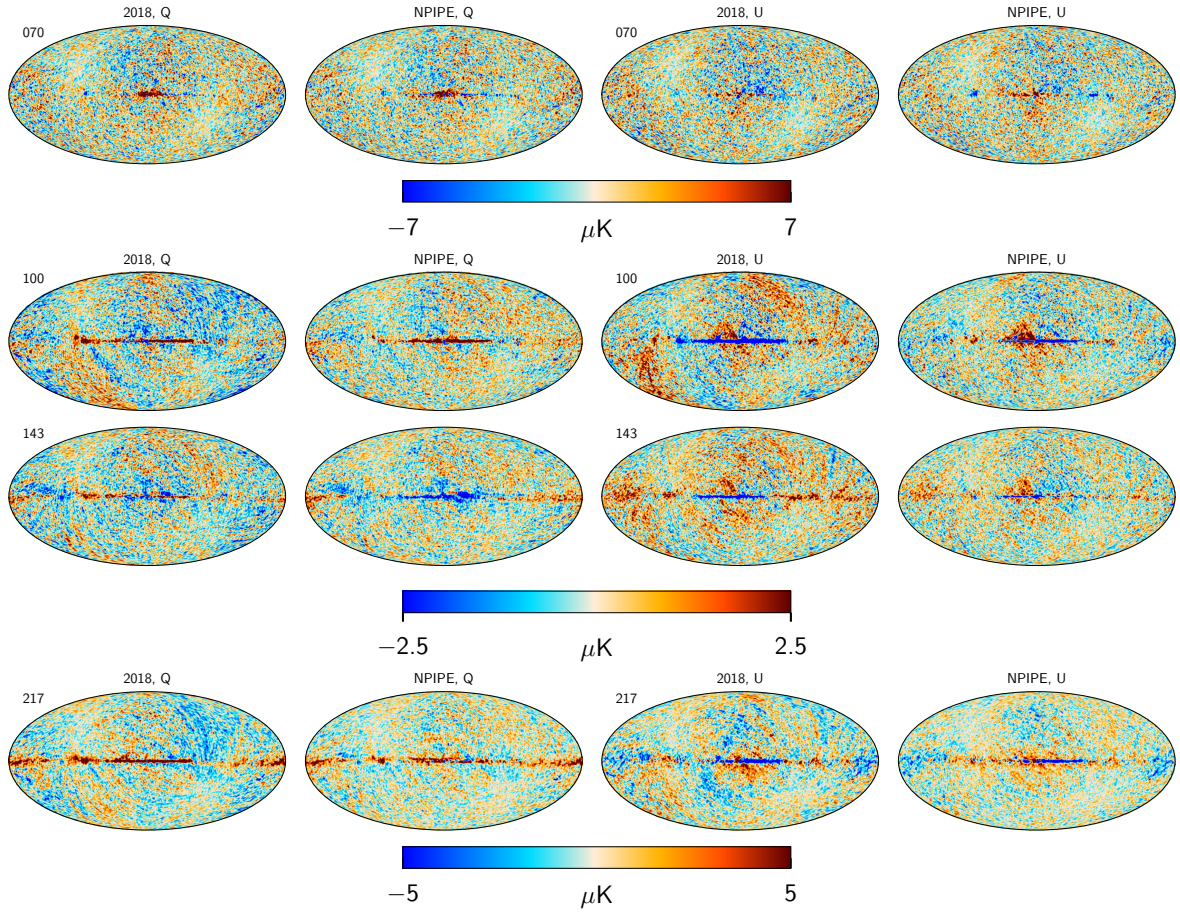 2018, Q NPIPE, Q 2018, U NPIPE, U
070 070
−7 μK 7
2018, Q NPIPE, Q 2018, U NPIPE, U
100 100
143 143
−2.5 μK 2.5
2018, Q NPIPE, Q 2018, U NPIPE, U
217 217
−5 μK 5